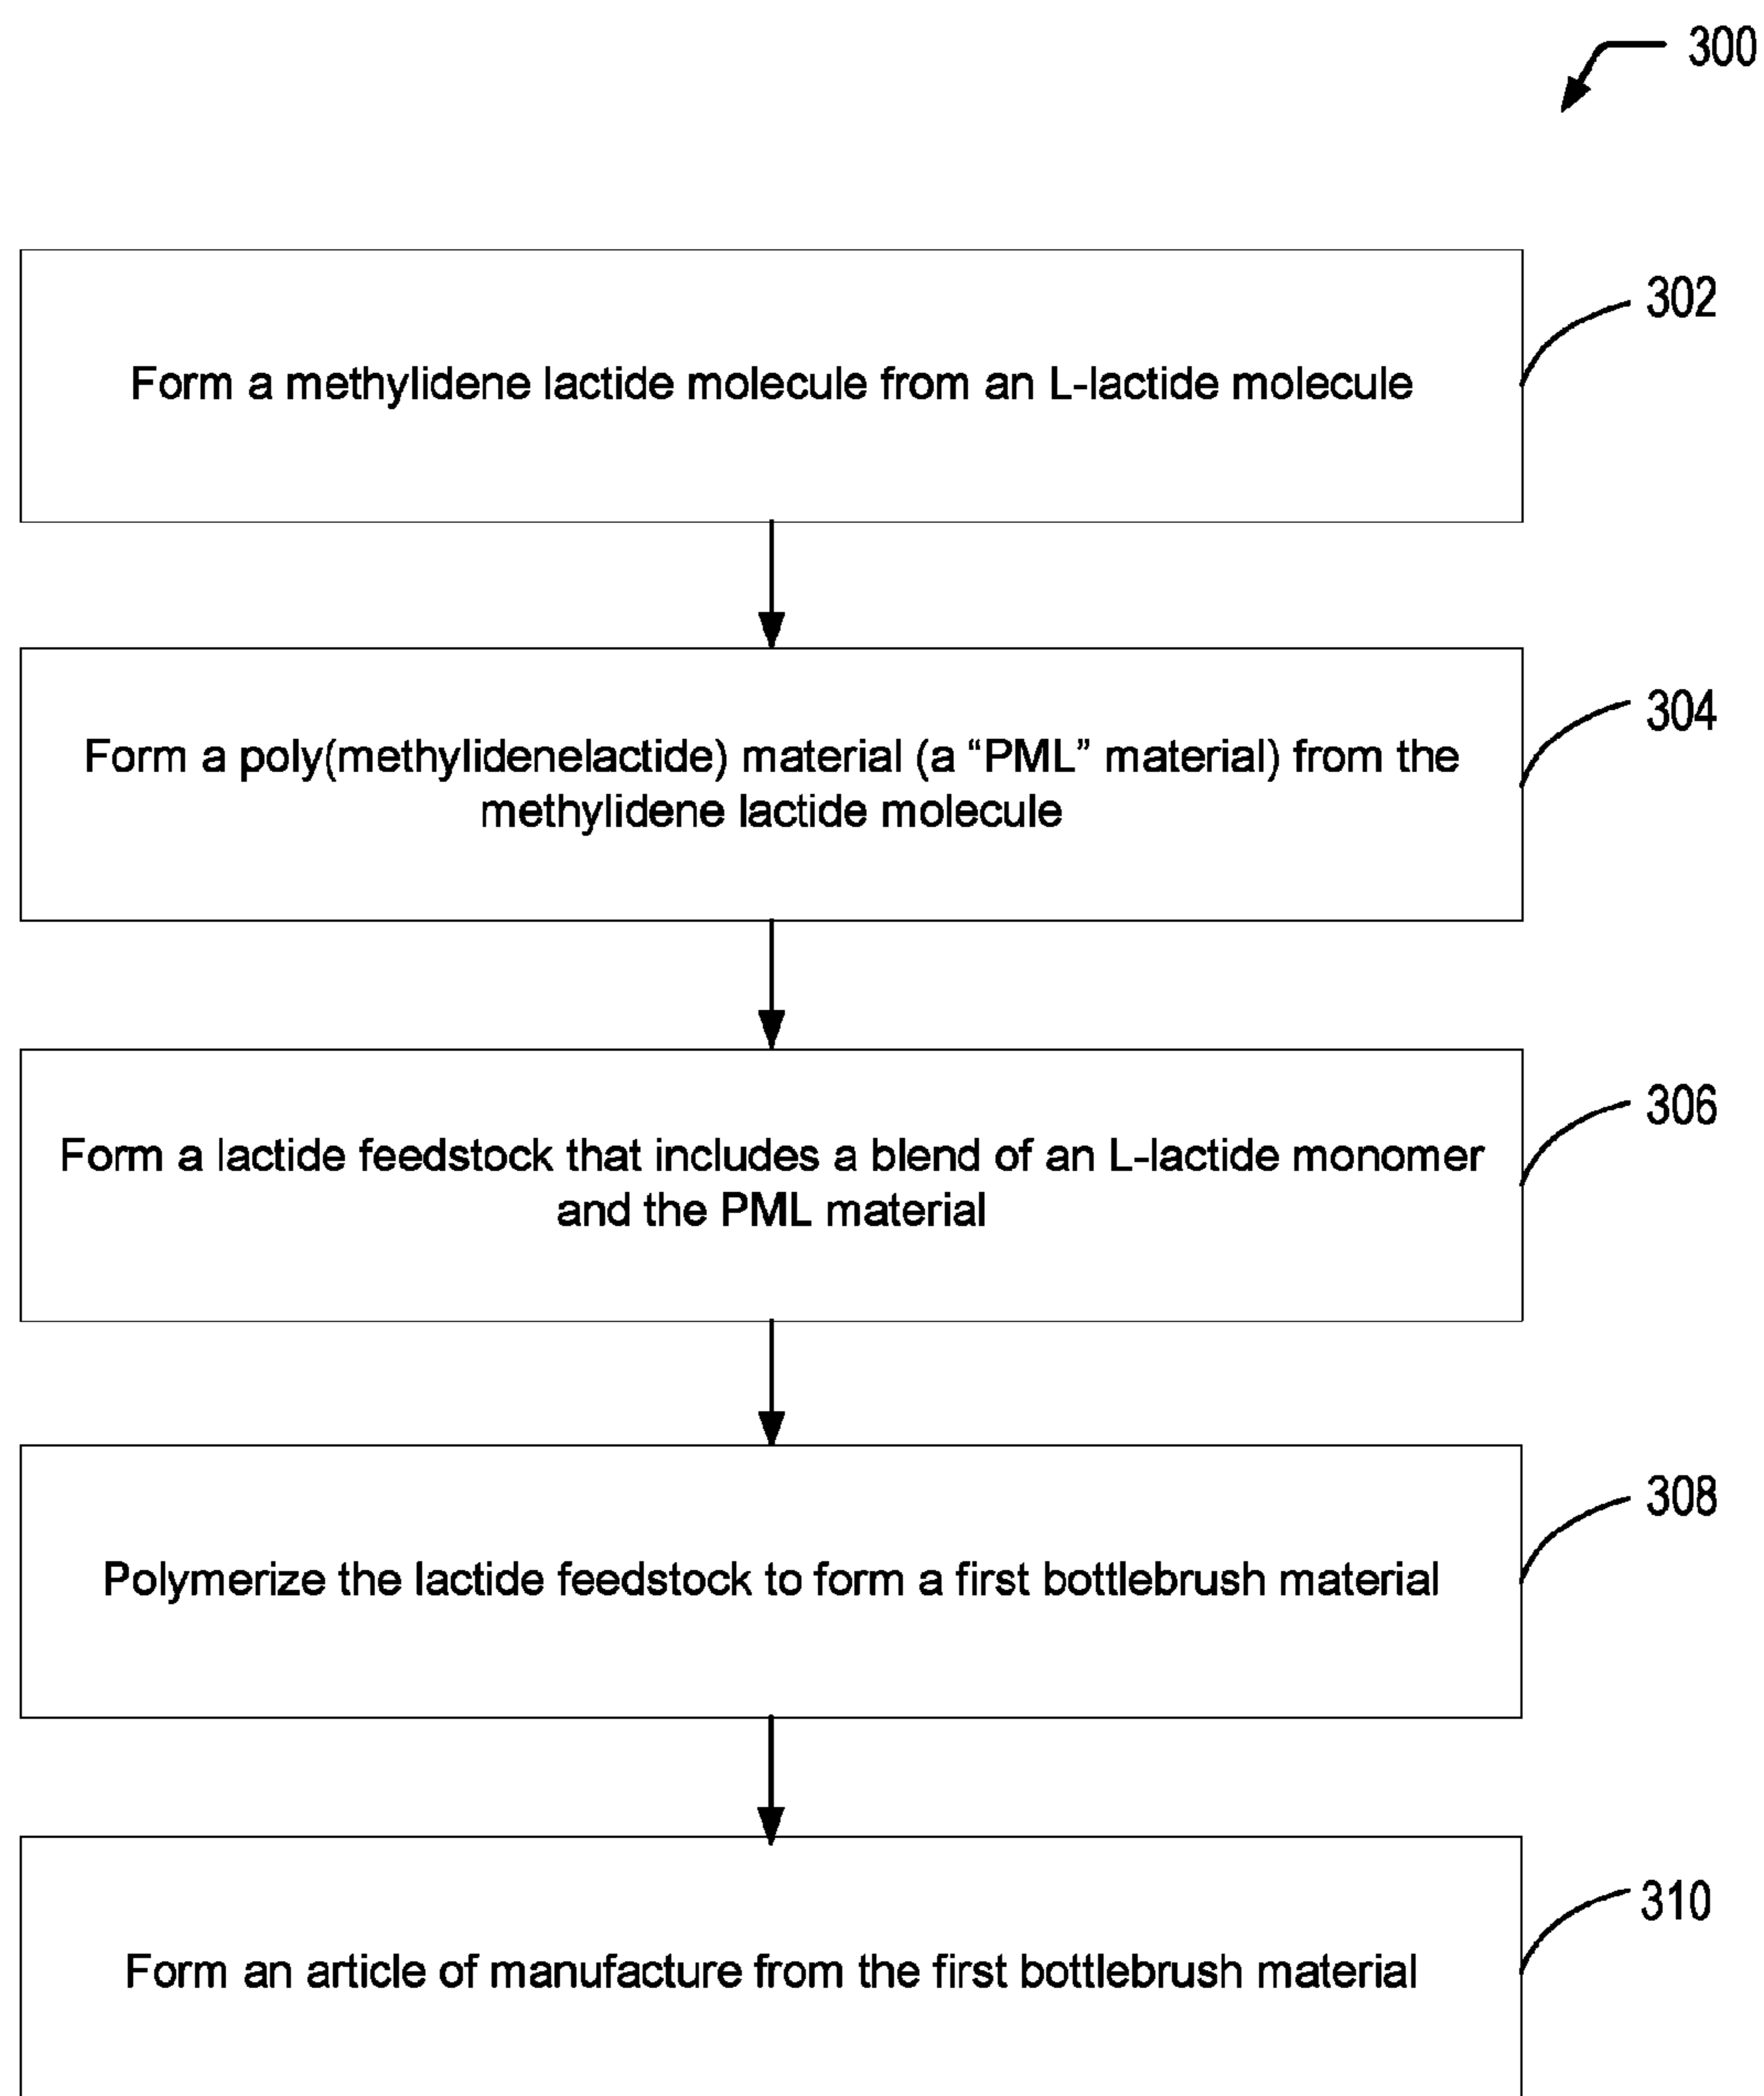 300
Form a methylidene lactide molecule from an L-lactide molecule
302
Form a poly(methylidenelactide) material (a “PML” material) from the
methylidene lactide molecule
304
Form a lactide feedstock that includes a blend of an L-lactide monomer
and the PML material
306
Polymerize the lactide feedstock to form a first bottlebrush material
308
Form an article of manufacture from the first bottlebrush material
310